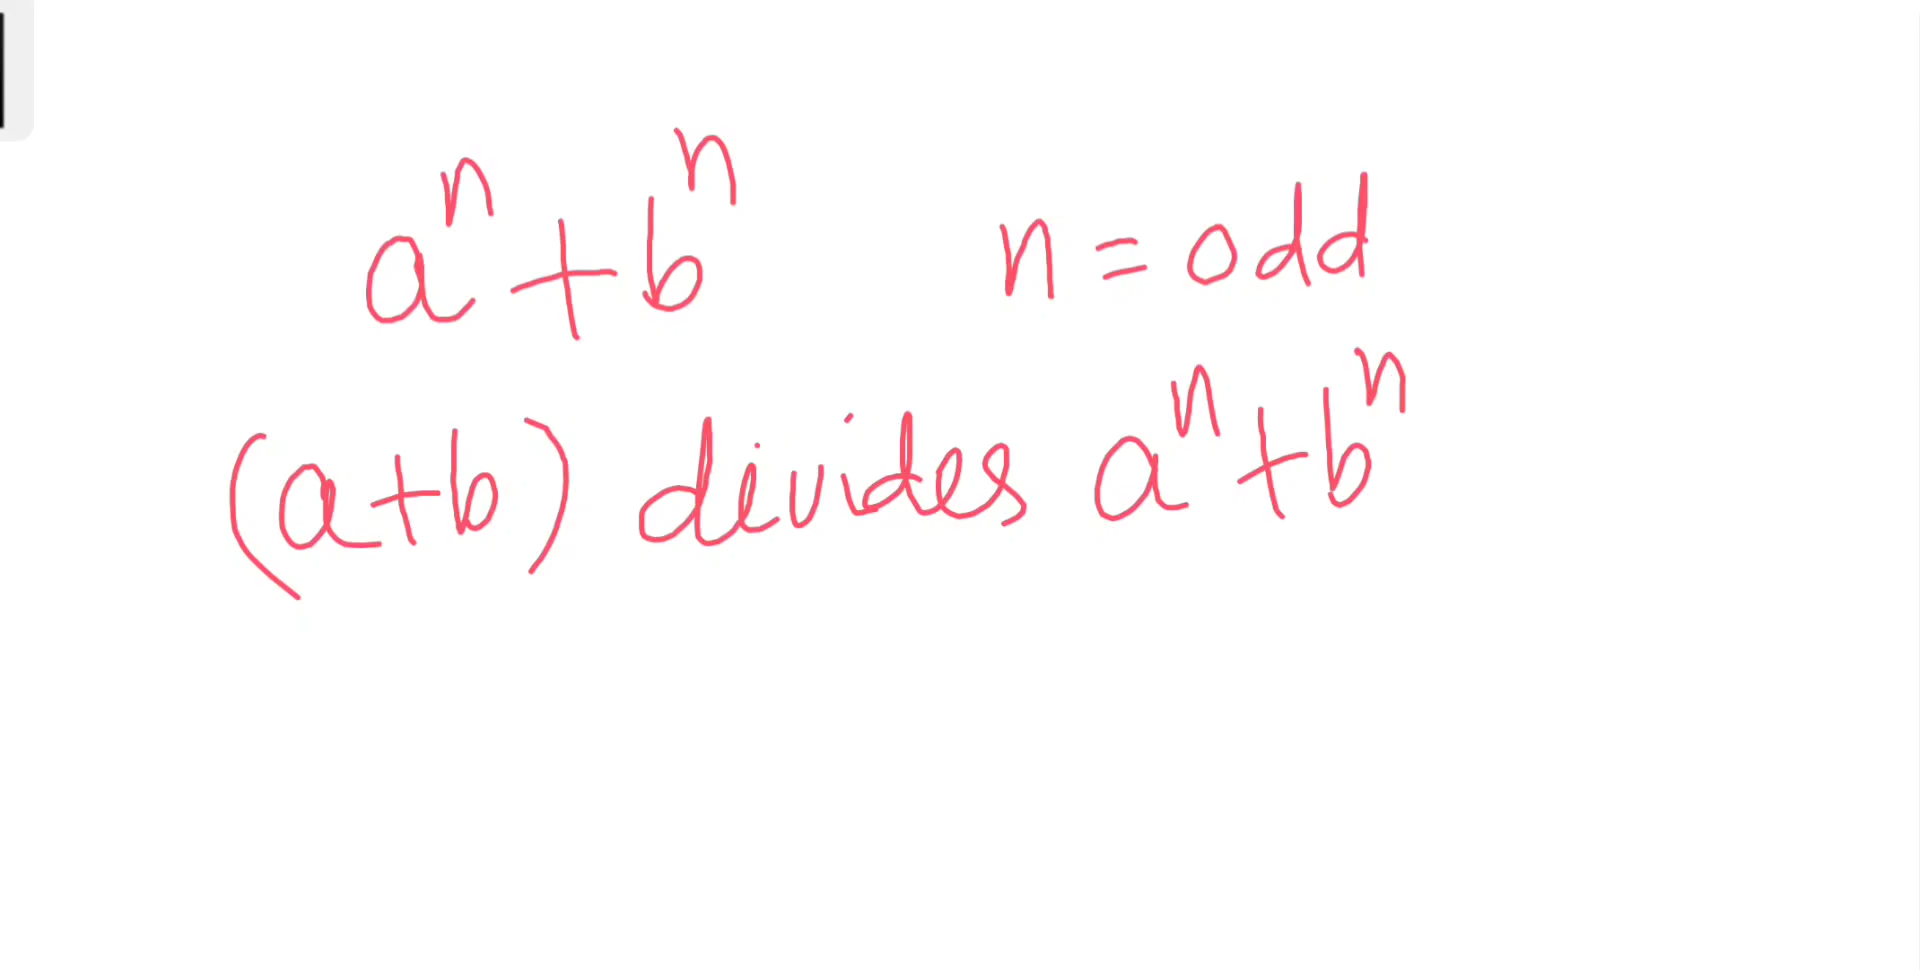 aⁿ+bⁿ n = odd
(a+b) divides aⁿ+bⁿ